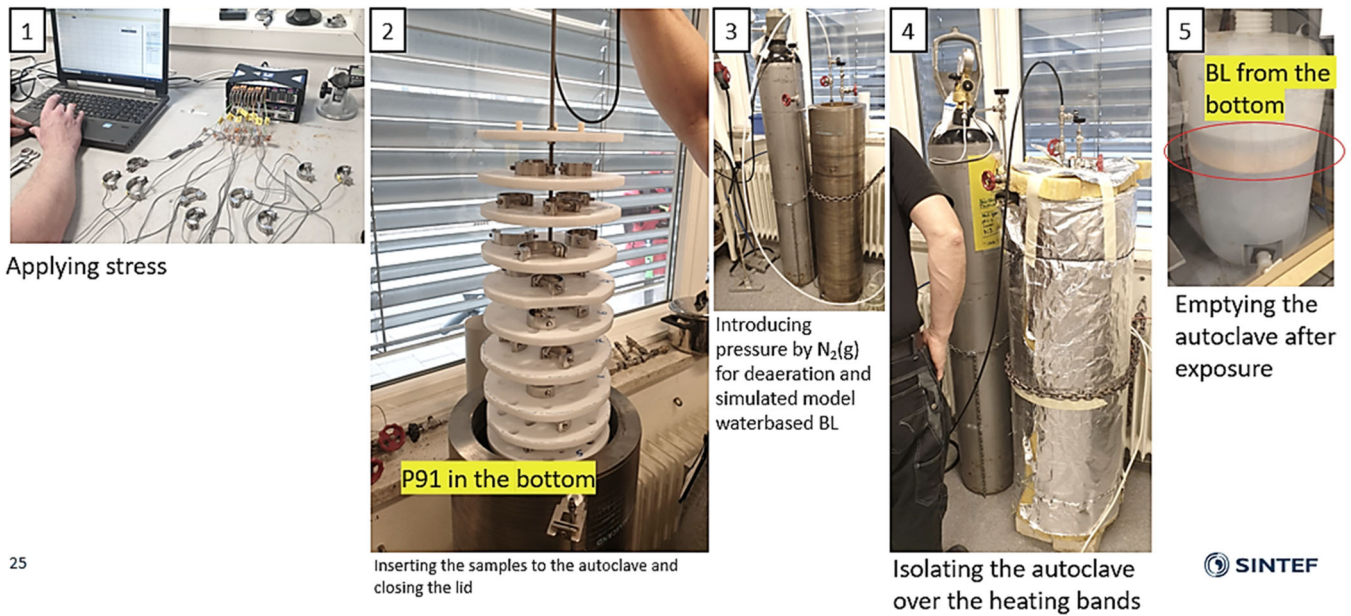 1
Applying stress
2
P91 in the bottom
Inserting the samples to the autoclave and
closing the lid
3
Introducing
pressure by N₂(g)
for deaeration and
simulated model
waterbased BL
4
Isolating the autoclave
over the heating bands
5
BL from the
bottom
Emptying the
autoclave after
exposure
25
SINTEF